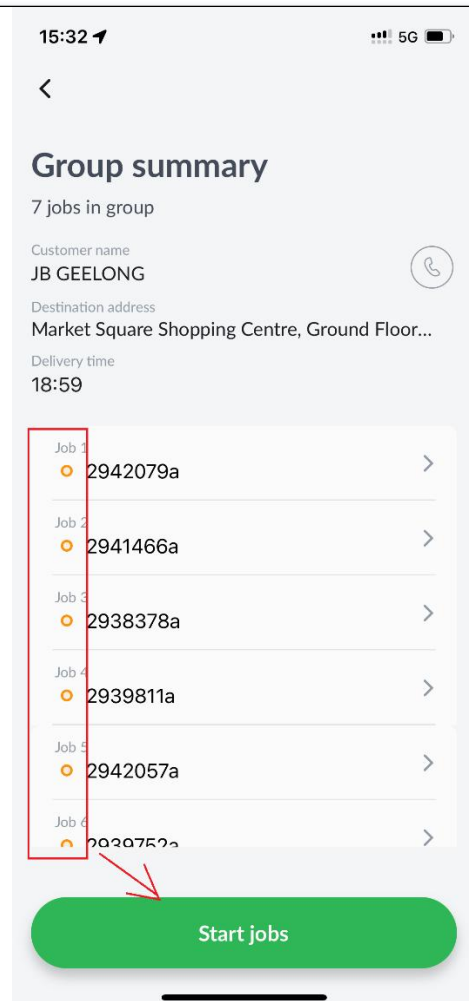 15:32
5G
Group summary
7 jobs in group
Customer name
JB GEELONG
Destination address
Market Square Shopping Centre, Ground Floor...
Delivery time
18:59
Job 1
2942079a
Job 2
2941466a
Job 3
2938378a
Job 4
2939811a
Job 5
2942057a
Job 6
2939752a
Start jobs